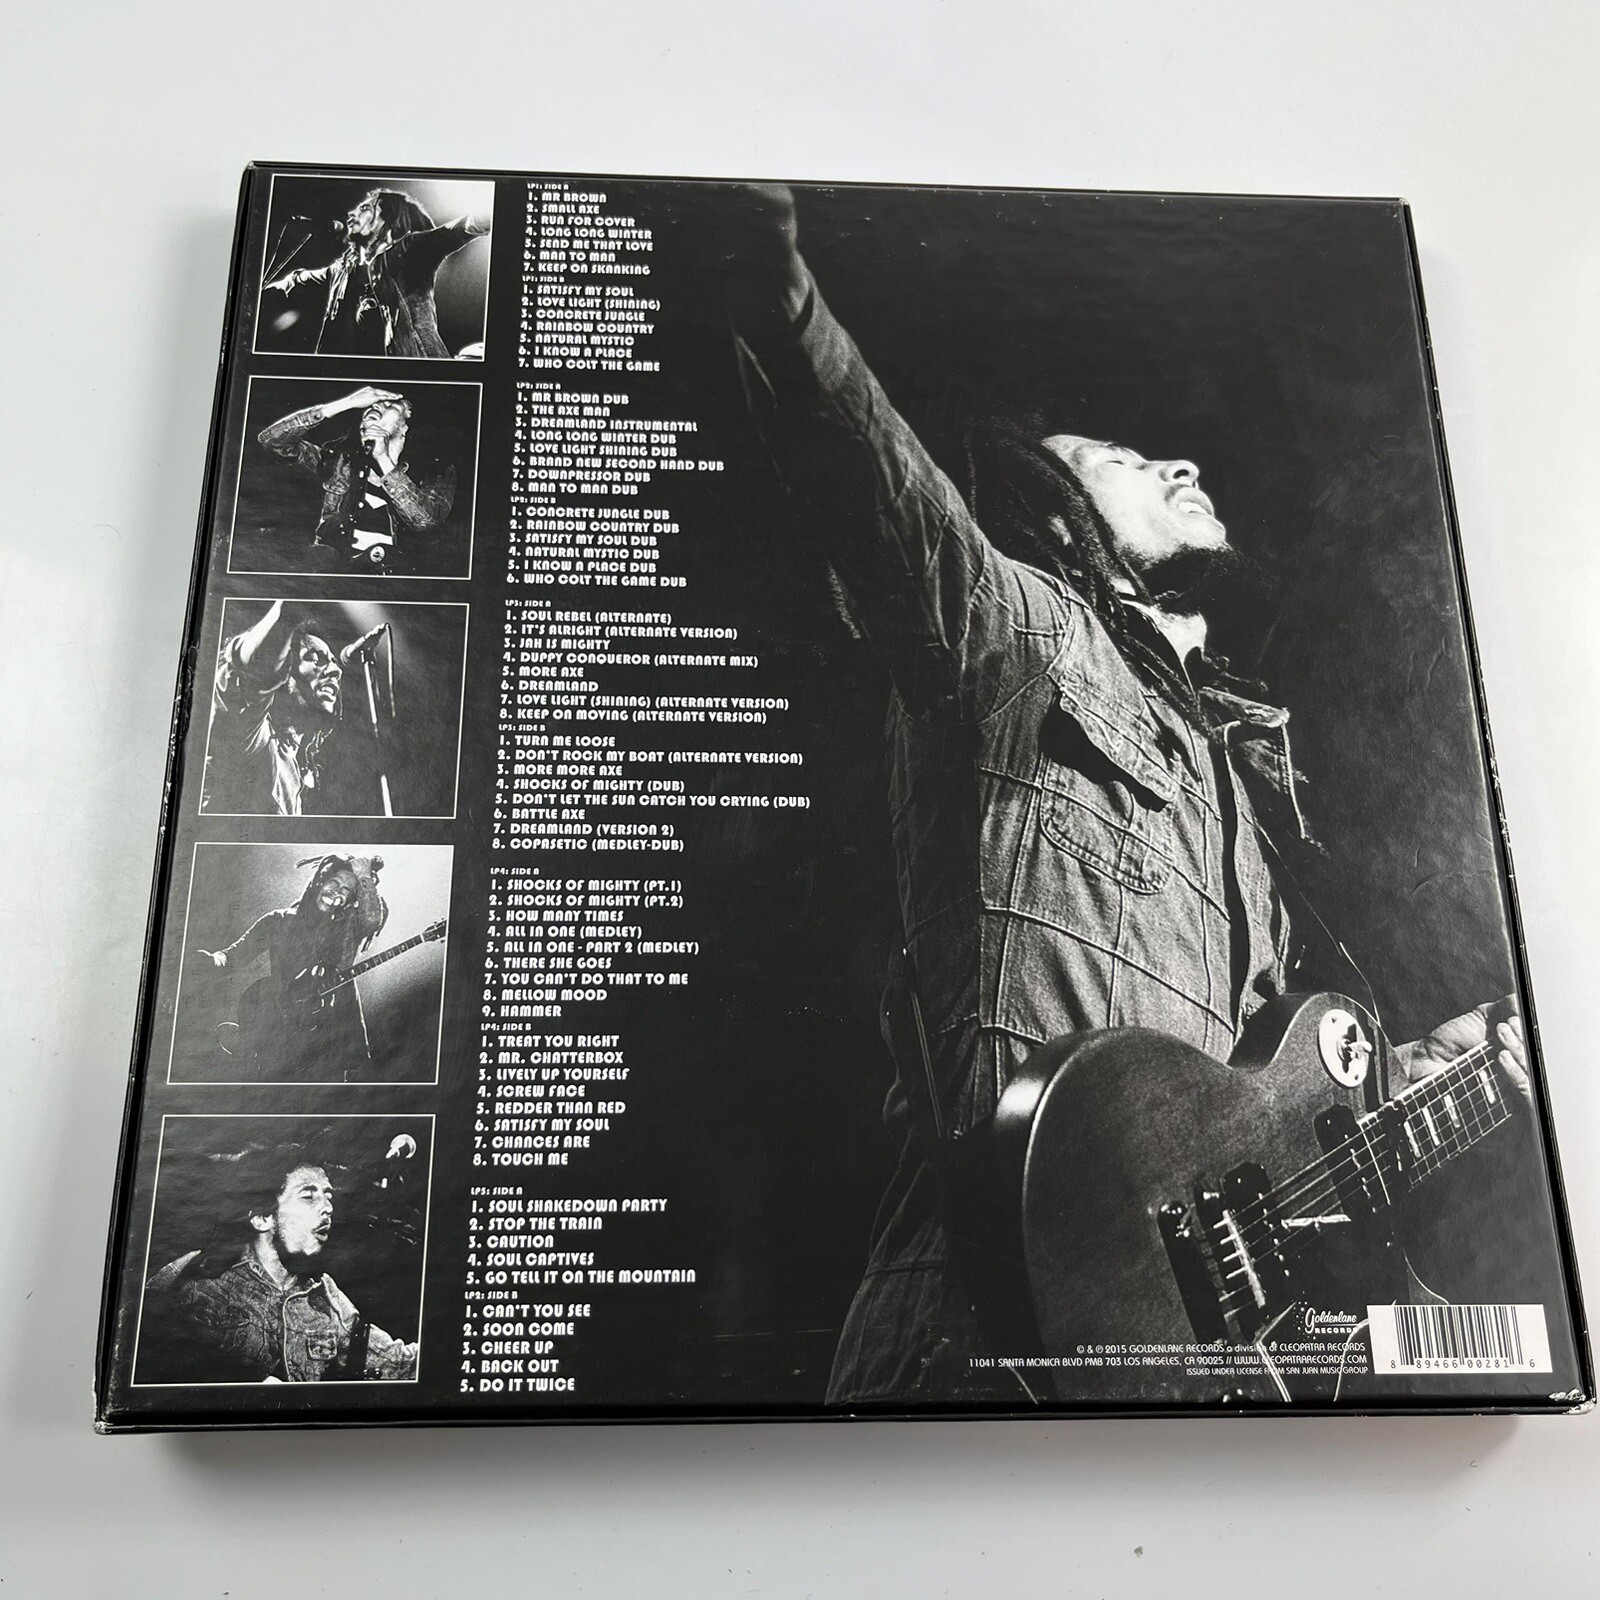 LP1: SIDE A
1. MR BROWN
2. SMALL AXE
3. RUN FOR COVER
4. LONG LONG WINTER
5. SEND ME THAT LOVE
6. MAN TO MAN
7. KEEP ON SKANKING
LP1: SIDE B
1. SATISFY MY SOUL
2. LOVE LIGHT (SHINING)
3. CONCRETE JUNGLE
4. RAINBOW COUNTRY
5. NATURAL MYSTIC
6. I KNOW A PLACE
7. WHO COLT THE GAME
LP2: SIDE A
1. MR BROWN DUB
2. THE AXE MAN
3. DREAMLAND INSTRUMENTAL
4. LONG LONG WINTER DUB
5. LOVE LIGHT SHINING DUB
6. BRAND NEW SECOND HAND DUB
7. DOWNPRESSOR DUB
8. MAN TO MAN DUB
LP2: SIDE B
1. CONCRETE JUNGLE DUB
2. RAINBOW COUNTRY DUB
3. SATISFY MY SOUL DUB
4. NATURAL MYSTIC DUB
5. I KNOW A PLACE DUB
6. WHO COLT THE GAME DUB
LP3: SIDE A
1. SOUL REBEL (ALTERNATE)
2. IT'S ALRIGHT (ALTERNATE VERSION)
3. JAH IS MIGHTY
4. DUPPY CONQUEROR (ALTERNATE MIX)
5. MORE AXE
6. DREAMLAND
7. LOVE LIGHT (SHINING) (ALTERNATE VERSION)
8. KEEP ON MOVING (ALTERNATE VERSION)
LP3: SIDE B
1. TURN ME LOOSE
2. DON'T ROCK MY BOAT (ALTERNATE VERSION)
3. MORE MORE AXE
4. SHOCKS OF MIGHTY (DUB)
5. DON'T LET THE SUN CATCH YOU CRYING (DUB)
6. BATTLE AXE
7. DREAMLAND (VERSION 2)
8. COPASETIC (MEDLEY-DUB)
LP4: SIDE A
1. SHOCKS OF MIGHTY (PT.1)
2. SHOCKS OF MIGHTY (PT.2)
3. HOW MANY TIMES
4. ALL IN ONE (MEDLEY)
5. ALL IN ONE - PART 2 (MEDLEY)
6. THERE SHE GOES
7. YOU CAN'T DO THAT TO ME
8. MELLOW MOOD
9. HAMMER
LP4: SIDE B
1. TREAT YOU RIGHT
2. MR. CHATTERBOX
3. LIVELY UP YOURSELF
4. SCREW FACE
5. REDDER THAN RED
6. SATISFY MY SOUL
7. CHANCES ARE
8. TOUCH ME
LP5: SIDE A
1. SOUL SHAKEDOWN PARTY
2. STOP THE TRAIN
3. CAUTION
4. SOUL CAPTIVES
5. GO TELL IT ON THE MOUNTAIN
LP2: SIDE B
1. CAN'T YOU SEE
2. SOON COME
3. CHEER UP
4. BACK OUT
5. DO IT TWICE
Goldenlane
RECORDS
© & ℗ 2015 GOLDENLANE RECORDS a division of CLEOPATRA RECORDS
11041 SANTA MONICA BLVD PMB 703 LOS ANGELES, CA 90025 // WWW.CLEOPATRARECORDS.COM
ISSUED UNDER LICENSE FROM SAN JUAN MUSIC GROUP
8 89466 00281 6